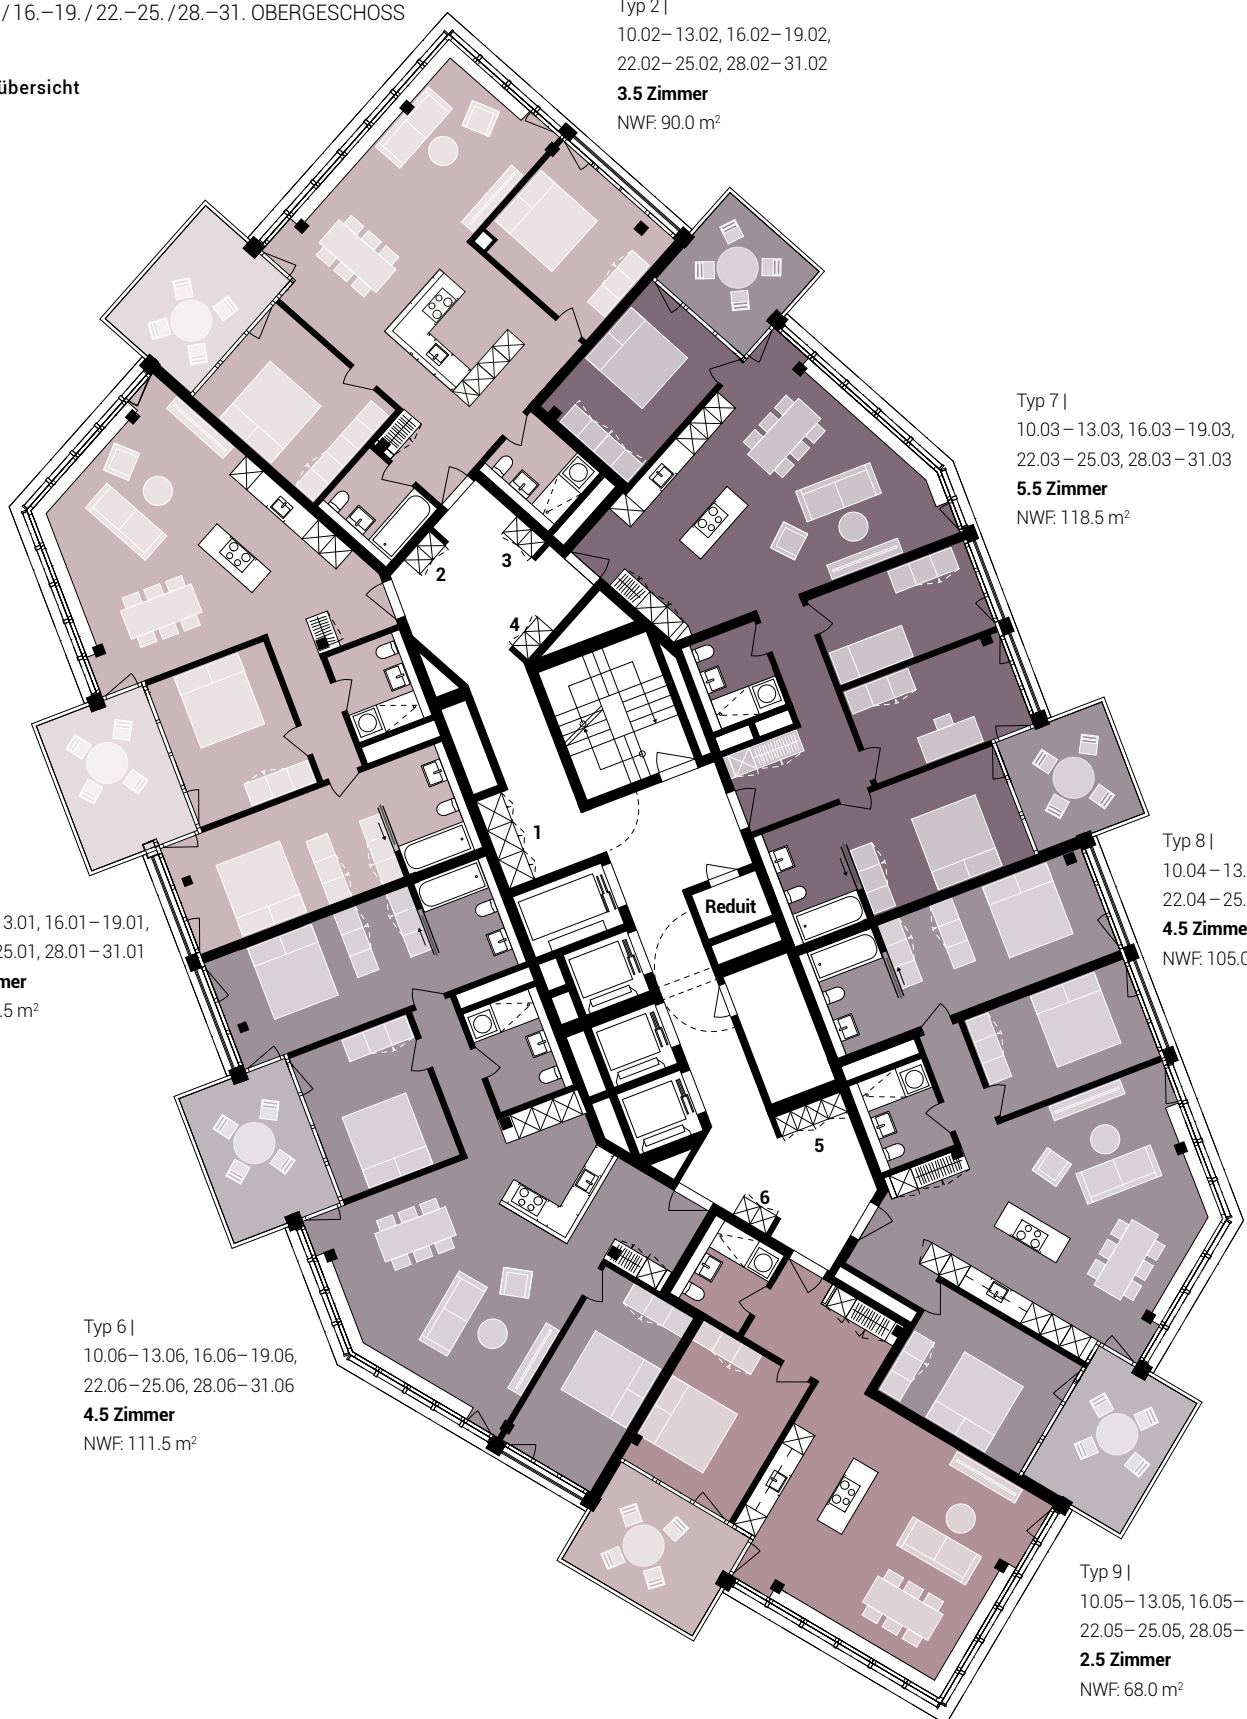 / 16.–19. / 22.–25. / 28.–31. OBERGESCHOSS
übersicht
Typ 2 |
10.02–13.02, 16.02–19.02,
22.02–25.02, 28.02–31.02
3.5 Zimmer
NWF: 90.0 m²
Typ 7 |
10.03–13.03, 16.03–19.03,
22.03–25.03, 28.03–31.03
5.5 Zimmer
NWF: 118.5 m²
2
3
4
1
Reduit
Typ 8 |
10.04–13.
22.04–25.
4.5 Zimme
NWF: 105.0
3.01, 16.01–19.01,
25.01, 28.01–31.01
mer
.5 m²
5
6
Typ 6 |
10.06–13.06, 16.06–19.06,
22.06–25.06, 28.06–31.06
4.5 Zimmer
NWF: 111.5 m²
Typ 9 |
10.05–13.05, 16.05–
22.05–25.05, 28.05–
2.5 Zimmer
NWF: 68.0 m²